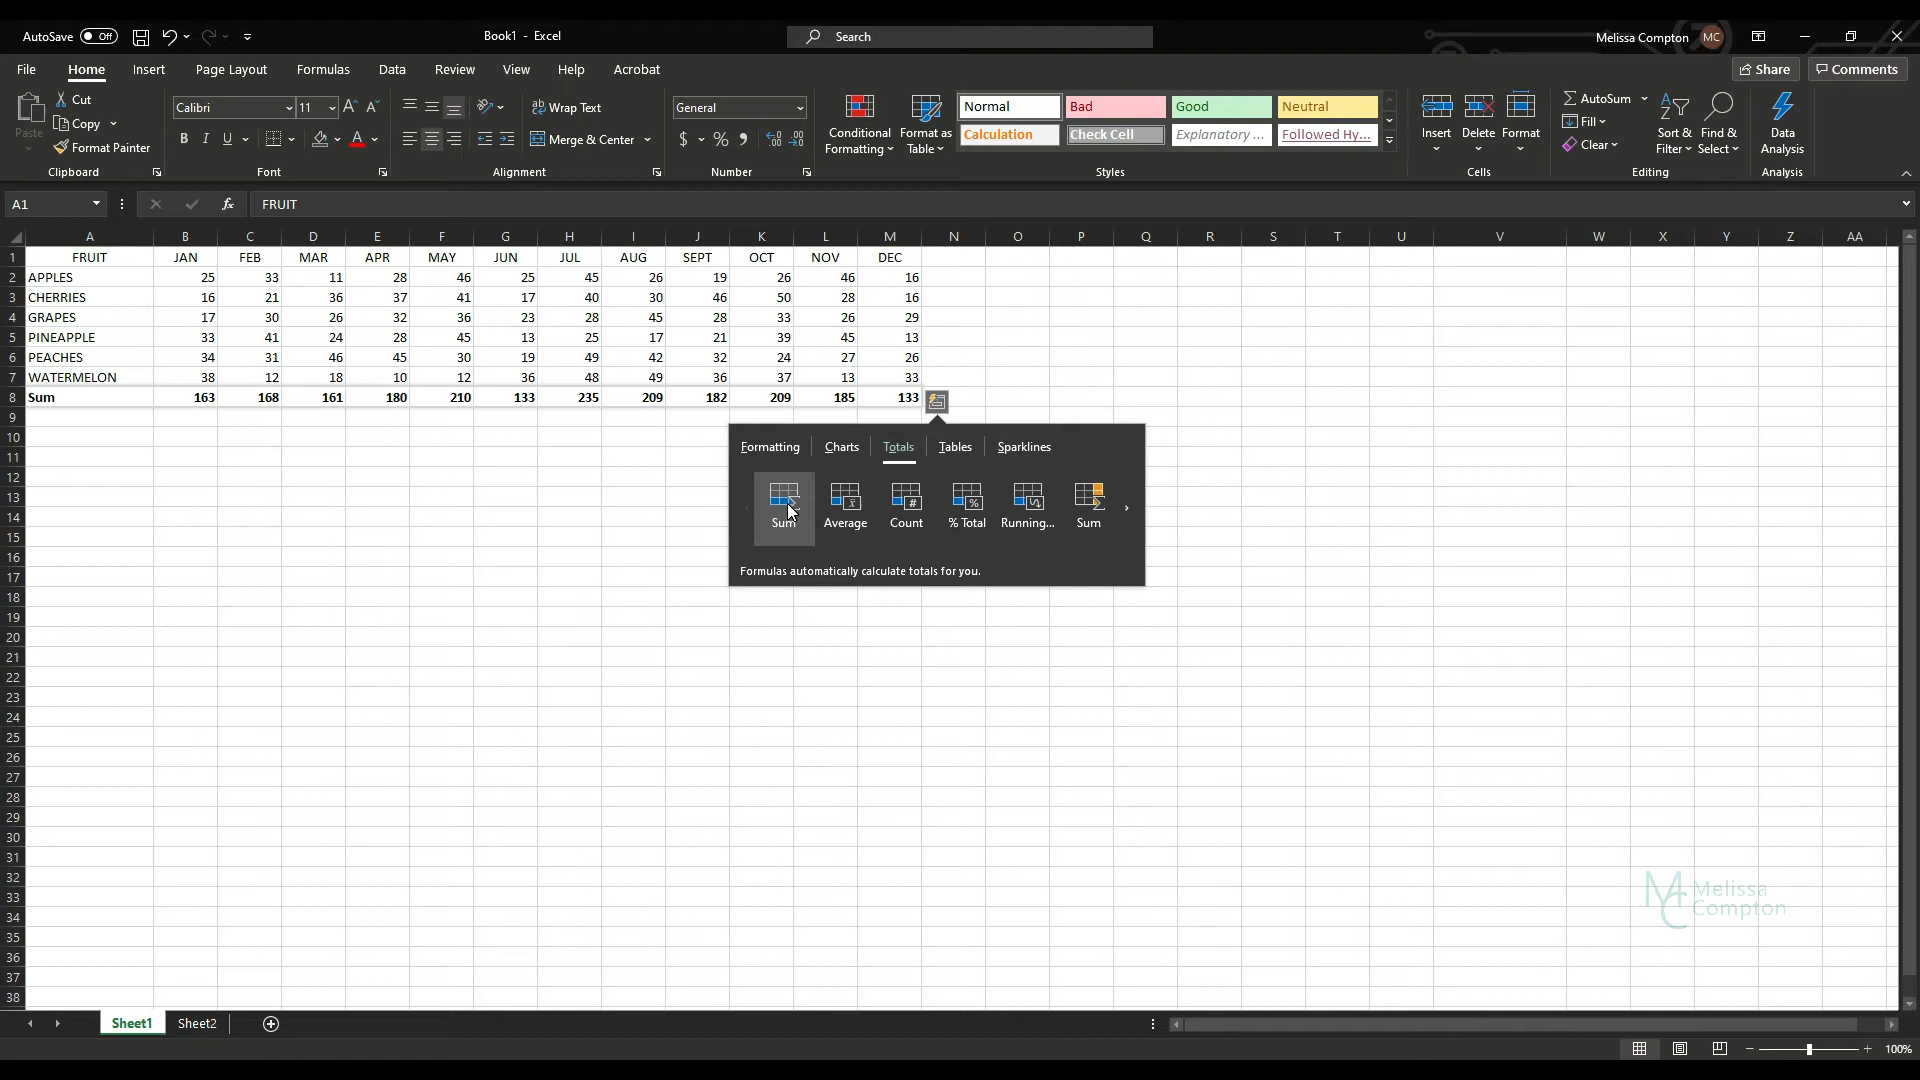 AutoSave Off
Book1 - Excel
Search
Melissa Compton MC
File Home Insert Page Layout Formulas Data Review View Help Acrobat
Share Comments
Paste
Cut
Copy
Format Painter
Clipboard
Calibri 11
B I U
Font
Wrap Text
Merge & Center
Alignment
General
$ %
Number
Conditional Formatting
Format as Table
Normal Bad Good Neutral
Calculation Check Cell Explanatory ... Followed Hy...
Styles
Insert Delete Format
Cells
AutoSum
Fill
Clear
Sort & Filter
Find & Select
Editing
Data Analysis
Analysis
A1 fx FRUIT
A B C D E F G H I J K L M N O P Q R S T U V W X Y Z AA
1 FRUIT JAN FEB MAR APR MAY JUN JUL AUG SEPT OCT NOV DEC
2 APPLES 25 33 11 28 46 25 45 26 19 26 46 16
3 CHERRIES 16 21 36 37 41 17 40 30 46 50 28 16
4 GRAPES 17 30 26 32 36 23 28 45 28 33 26 29
5 PINEAPPLE 33 41 24 28 45 13 25 17 21 39 45 13
6 PEACHES 34 31 46 45 30 19 49 42 32 24 27 26
7 WATERMELON 38 12 18 10 12 36 48 49 36 37 13 33
8 Sum 163 168 161 180 210 133 235 209 182 209 185 133
9
10
11
12
13
14
15
16
17
18
19
20
21
22
23
24
25
26
27
28
29
30
31
32
33
34
35
36
37
38
Formatting Charts Totals Tables Sparklines
Sum Average Count % Total Running... Sum
Formulas automatically calculate totals for you.
MC Melissa
Compton
Sheet1 Sheet2
100%